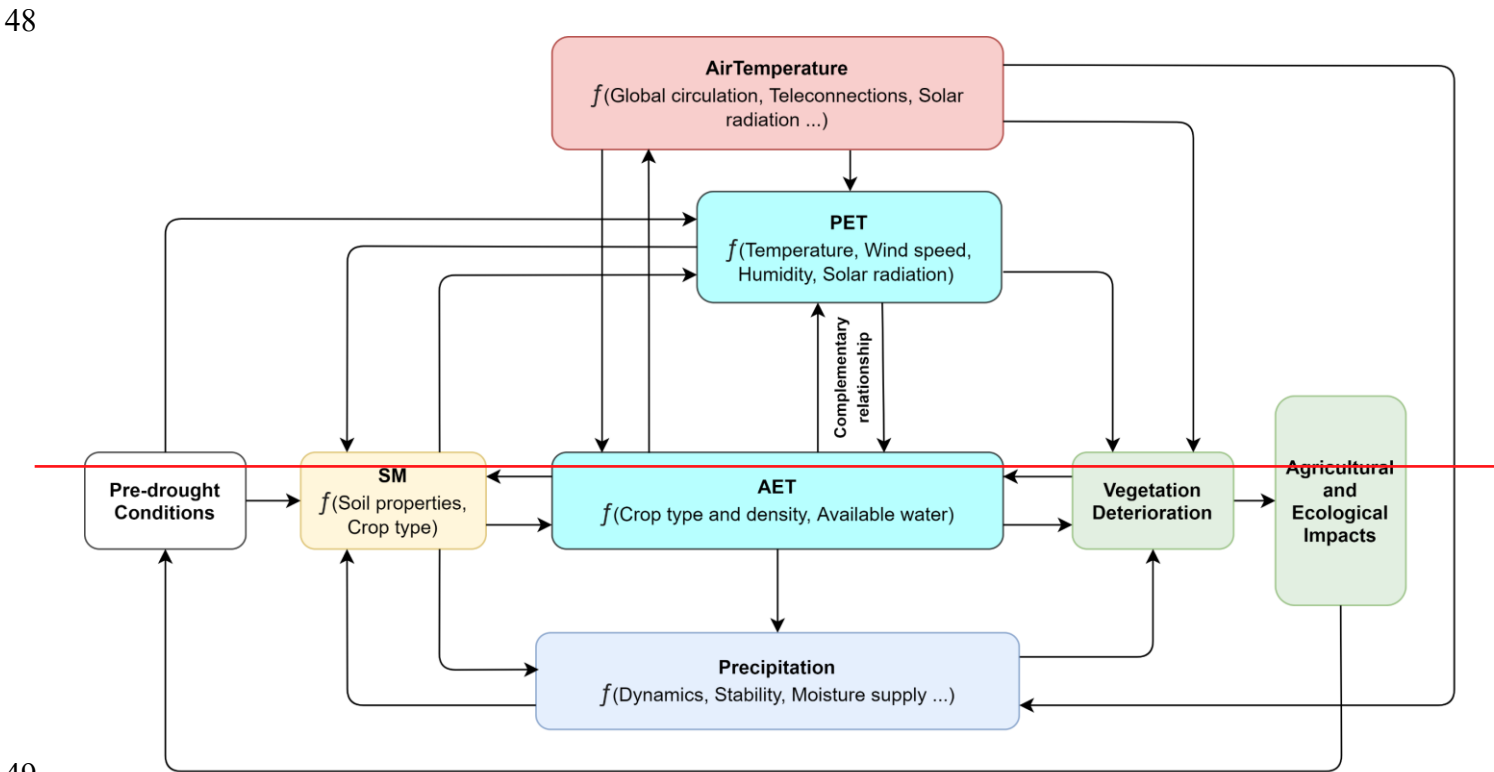 48
AirTemperature
ƒ(Global circulation, Teleconnections, Solar
radiation ...)
PET
ƒ(Temperature, Wind speed,
Humidity, Solar radiation)
Complementary
relationship
Pre-drought
Conditions
SM
ƒ(Soil properties,
Crop type)
AET
ƒ(Crop type and density, Available water)
Vegetation
Deterioration
Agricultural
and
Ecological
Impacts
Precipitation
ƒ(Dynamics, Stability, Moisture supply ...)
49